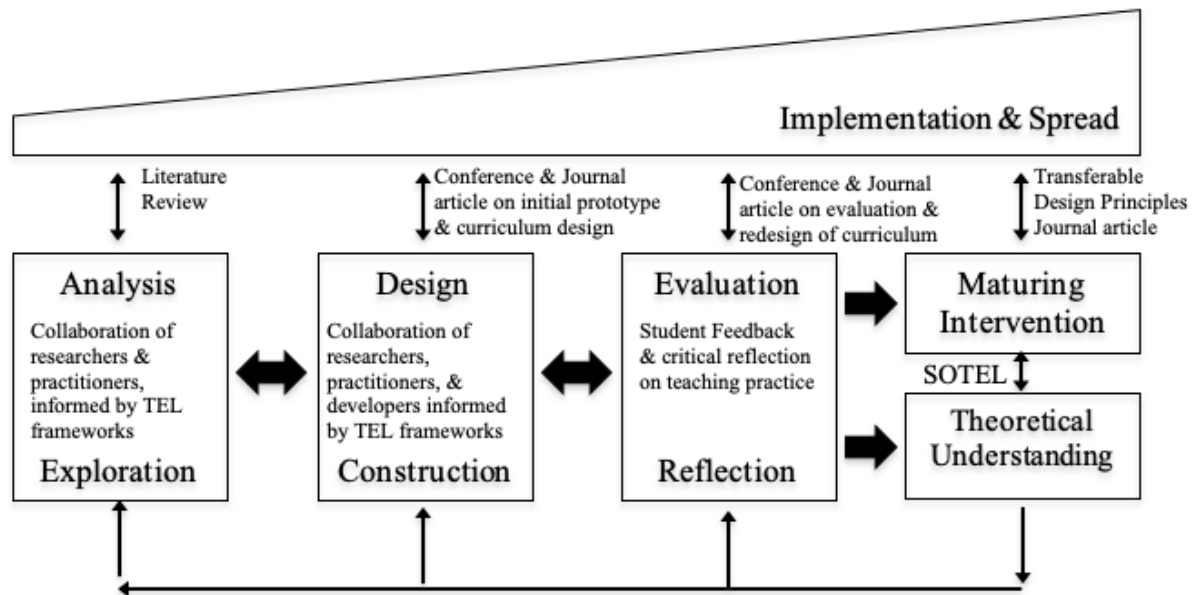 Implementation & Spread
Literature
Review
Conference & Journal
article on initial prototype
& curriculum design
Conference & Journal
article on evaluation &
redesign of curriculum
Transferable
Design Principles
Journal article
Analysis
Collaboration of
researchers &
practitioners,
informed by TEL
frameworks
Exploration
Design
Collaboration of
researchers,
practitioners, &
developers informed
by TEL frameworks
Construction
Evaluation
Student Feedback
& critical reflection
on teaching practice
Reflection
Maturing
Intervention
SOTEL
Theoretical
Understanding